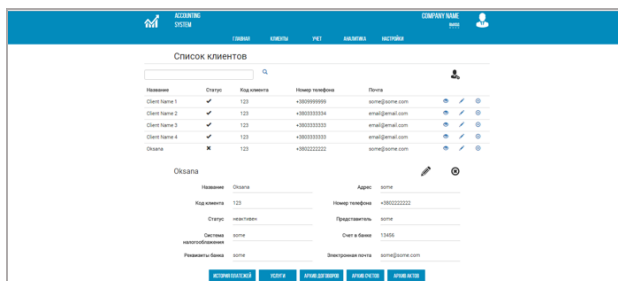 ACCOUNTING
SYSTEM
COMPANY NAME
ВЫХОД
ГЛАВНАЯ КЛИЕНТЫ УЧЕТ АНАЛИТИКА НАСТРОЙКИ
Список клиентов
Название Статус Код клиента Номер телефона Почта
Client Name 1 ✔ 123 +3809999999 some@some.com
Client Name 2 ✔ 123 +3803333334 email@email.com
Client Name 3 ✔ 123 +3803333333 email@email.com
Client Name 4 ✔ 123 +3803333333 email@email.com
Oksana ✖ 123 +3802222222 some@some.com
Oksana
Название Oksana Адрес some
Код клиента 123 Номер телефона +3802222222
Статус неактивен Представитель some
Система налогооблажения some Счет в банке 13456
Реквизиты банка some Электронная почта some@some.com
ИСТОРИЯ ПЛАТЕЖЕЙ УСЛУГИ АРХИВ ДОГОВОРОВ АРХИВ СЧЕТОВ АРХИВ АКТОВ